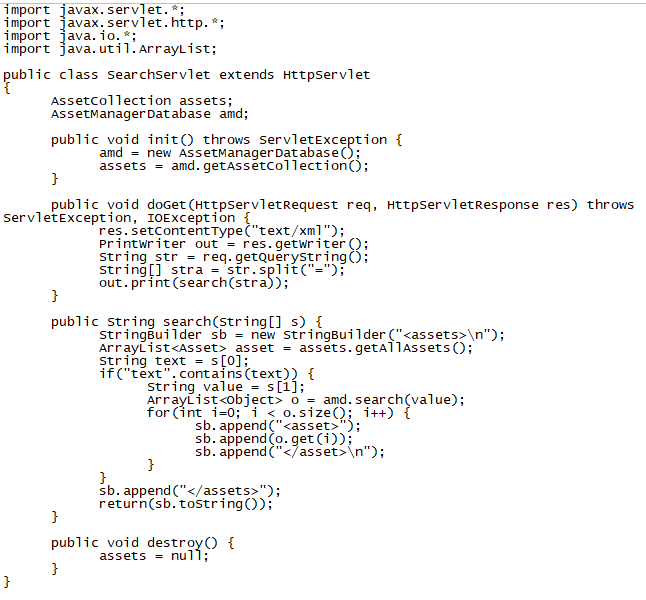 import javax.servlet.*;
import javax.servlet.http.*;
import java.io.*;
import java.util.ArrayList;

public class SearchServlet extends HttpServlet
{
      AssetCollection assets;
      AssetManagerDatabase amd;

      public void init() throws ServletException {
            amd = new AssetManagerDatabase();
            assets = amd.getAssetCollection();
      }

      public void doGet(HttpServletRequest req, HttpServletResponse res) throws
ServletException, IOException {
            res.setContentType("text/xml");
            PrintWriter out = res.getWriter();
            String str = req.getQueryString();
            String[] stra = str.split("=");
            out.print(search(stra));
      }

      public String search(String[] s) {
            StringBuilder sb = new StringBuilder("<assets>\n");
            ArrayList<Asset> asset = assets.getAllAssets();
            String text = s[0];
            if("text".contains(text)) {
                  String value = s[1];
                  ArrayList<Object> o = amd.search(value);
                  for(int i=0; i < o.size(); i++) {
                        sb.append("<asset>");
                        sb.append(o.get(i));
                        sb.append("</asset>\n");
                  }
            }
            sb.append("</assets>");
            return(sb.toString());
      }

      public void destroy() {
            assets = null;
      }
}